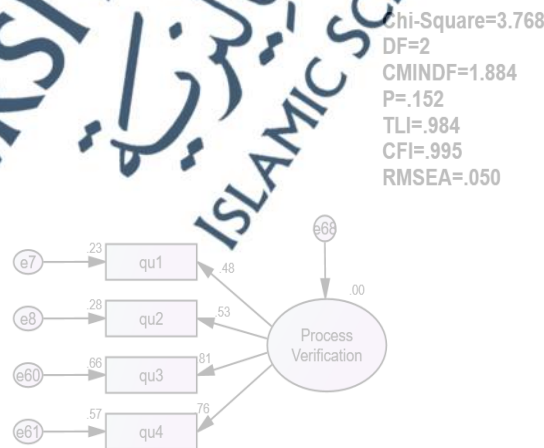 ISLAMIC SC
Chi-Square=3.768
DF=2
CMINDF=1.884
P=.152
TLI=.984
CFI=.995
RMSEA=.050
e68
.00
e7
.23
qu1
.48
e8
.28
qu2
.53
Process
Verification
e60
.66
qu3
.81
e61
.57
qu4
.76